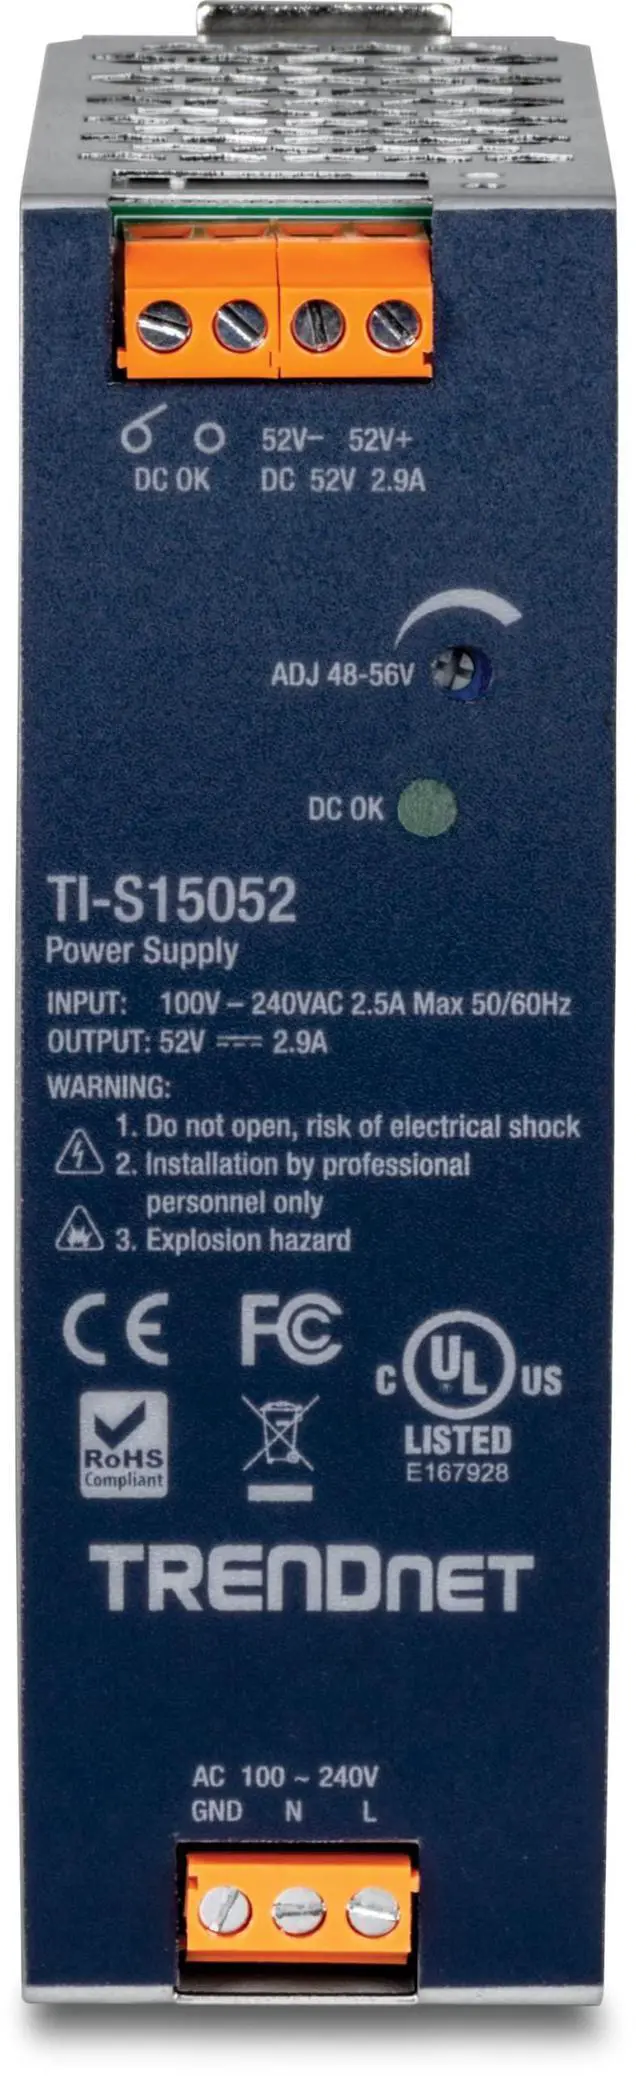 52V– 52V+
DC OK DC 52V 2.9A
ADJ 48-56V
DC OK
TI-S15052
Power Supply
INPUT: 100V – 240VAC 2.5A Max 50/60Hz
OUTPUT: 52V 2.9A
WARNING:
1. Do not open, risk of electrical shock
2. Installation by professional
personnel only
3. Explosion hazard
CE FC
C UL US
LISTED
E167928
RoHS
Compliant
TRENDNET
AC 100 ~ 240V
GND N L